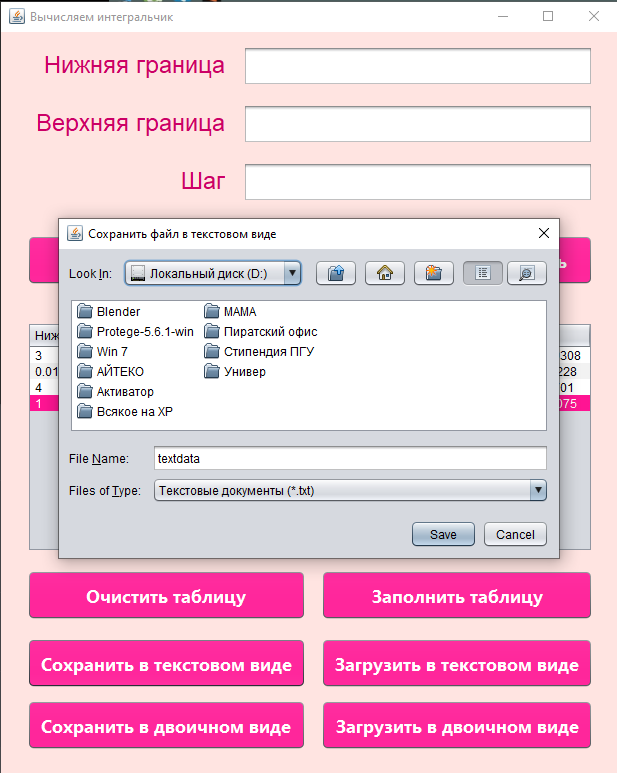 Вычисляем интегральчик
Нижняя граница
Верхняя граница
Шаг
Сохранить файл в текстовом виде
Look In:
Локальный диск (D:)
Blender
Protege-5.6.1-win
Win 7
АЙТЕКО
Активатор
Всякое на ХР
МАМА
Пиратский офис
Стипендия ПГУ
Универ
File Name:
textdata
Files of Type:
Текстовые документы (*.txt)
Save
Cancel
Ниж
3
308
0.01
228
4
01
1
075
Очистить таблицу
Заполнить таблицу
Сохранить в текстовом виде
Загрузить в текстовом виде
Сохранить в двоичном виде
Загрузить в двоичном виде